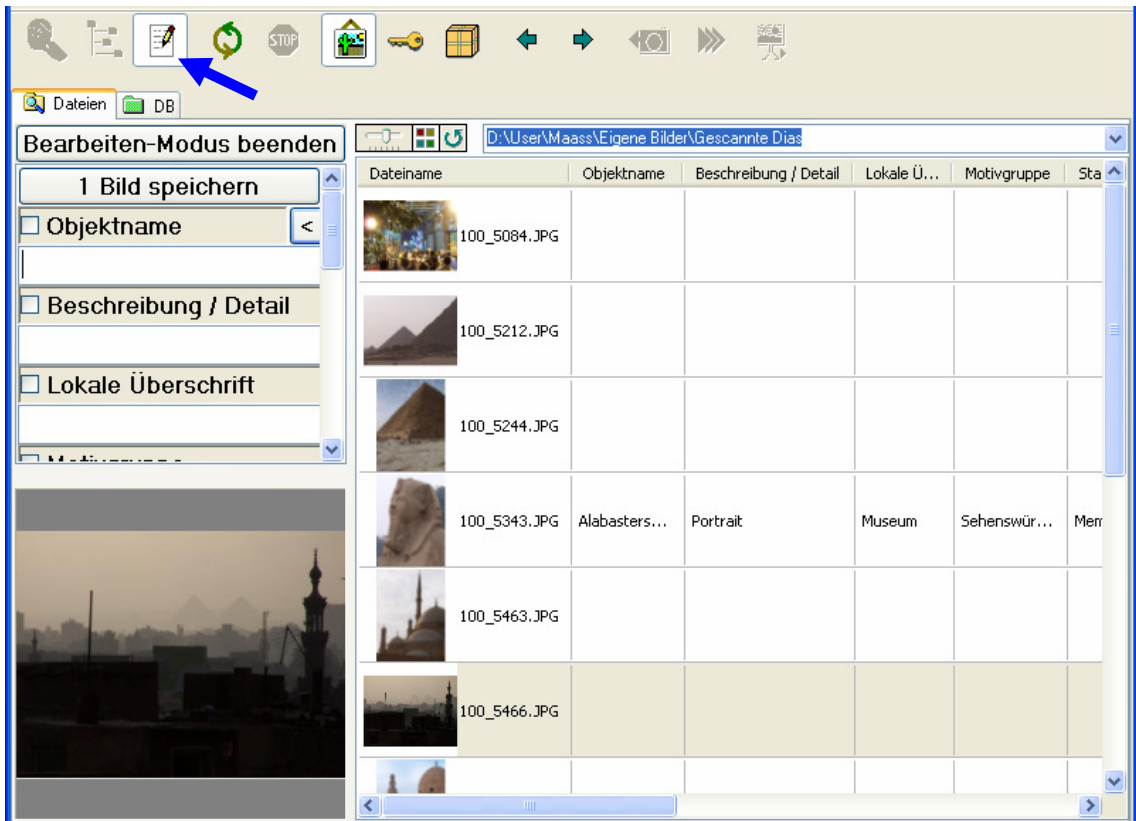 STOP
Dateien DB
Bearbeiten-Modus beenden
D:\User\Maass\Eigene Bilder\Gescannte Dias
1 Bild speichern
Objektname <
Beschreibung / Detail
Lokale Überschrift
Dateiname Objektname Beschreibung / Detail Lokale Ü... Motivgruppe Sta
100_5084.JPG
100_5212.JPG
100_5244.JPG
100_5343.JPG Alabasters... Portrait Museum Sehenswür... Mem
100_5463.JPG
100_5466.JPG